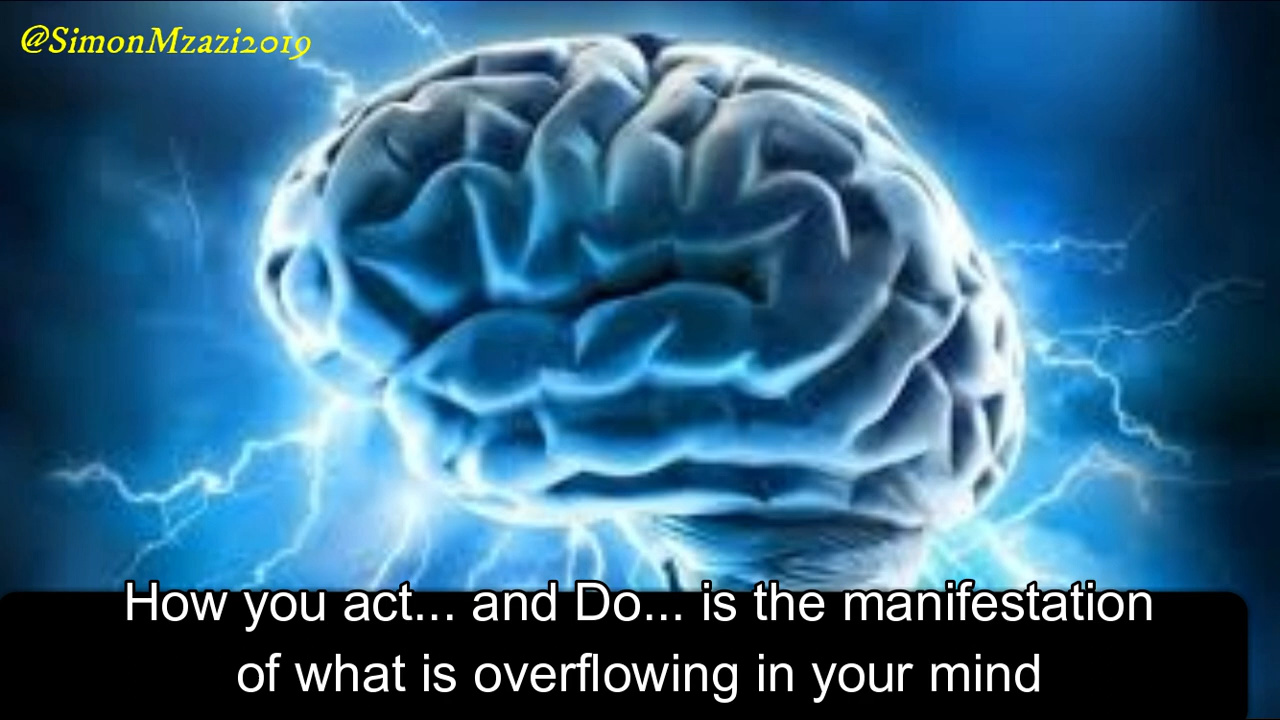 @SimonMzazi2019
How you act... and Do... is the manifestation
of what is overflowing in your mind